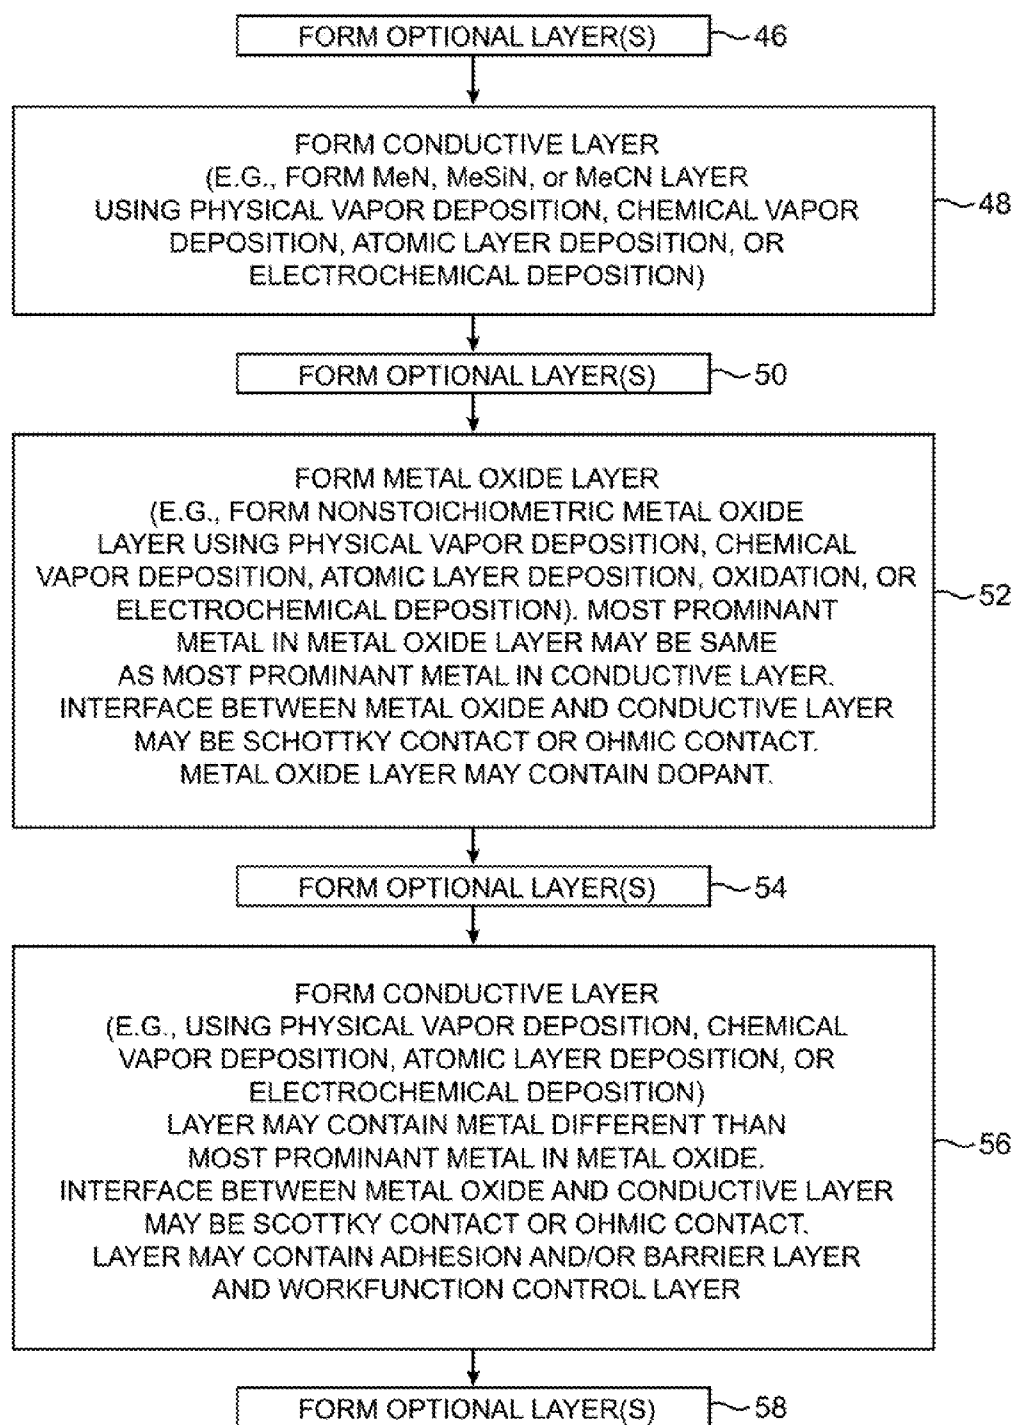 FORM OPTIONAL LAYER(S) 46
FORM CONDUCTIVE LAYER
(E.G., FORM MeN, MeSiN, or MeCN LAYER
USING PHYSICAL VAPOR DEPOSITION, CHEMICAL VAPOR
DEPOSITION, ATOMIC LAYER DEPOSITION, OR
ELECTROCHEMICAL DEPOSITION)
48
FORM OPTIONAL LAYER(S) 50
FORM METAL OXIDE LAYER
(E.G., FORM NONSTOICHIOMETRIC METAL OXIDE
LAYER USING PHYSICAL VAPOR DEPOSITION, CHEMICAL
VAPOR DEPOSITION, ATOMIC LAYER DEPOSITION, OXIDATION, OR
ELECTROCHEMICAL DEPOSITION). MOST PROMINANT
METAL IN METAL OXIDE LAYER MAY BE SAME
AS MOST PROMINANT METAL IN CONDUCTIVE LAYER.
INTERFACE BETWEEN METAL OXIDE AND CONDUCTIVE LAYER
MAY BE SCHOTTKY CONTACT OR OHMIC CONTACT.
METAL OXIDE LAYER MAY CONTAIN DOPANT.
52
FORM OPTIONAL LAYER(S) 54
FORM CONDUCTIVE LAYER
(E.G., USING PHYSICAL VAPOR DEPOSITION, CHEMICAL
VAPOR DEPOSITION, ATOMIC LAYER DEPOSITION, OR
ELECTROCHEMICAL DEPOSITION)
LAYER MAY CONTAIN METAL DIFFERENT THAN
MOST PROMINANT METAL IN METAL OXIDE.
INTERFACE BETWEEN METAL OXIDE AND CONDUCTIVE LAYER
MAY BE SCOTTKY CONTACT OR OHMIC CONTACT.
LAYER MAY CONTAIN ADHESION AND/OR BARRIER LAYER
AND WORKFUNCTION CONTROL LAYER
56
FORM OPTIONAL LAYER(S) 58